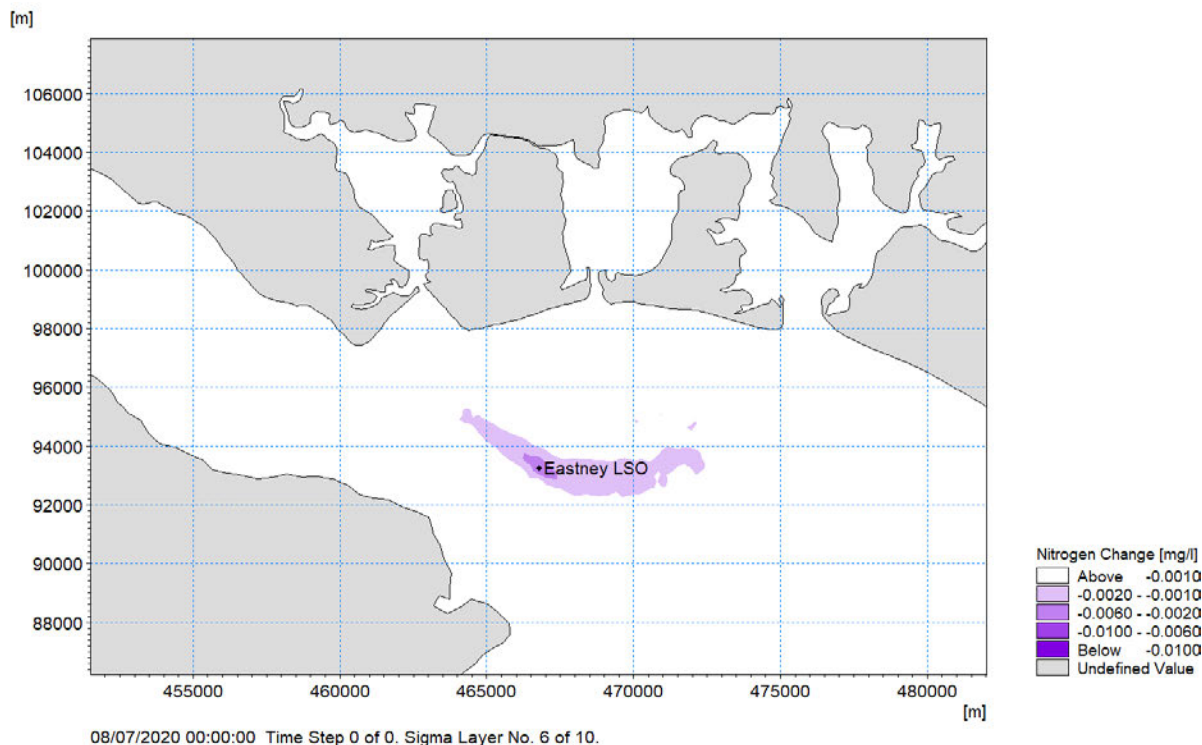 [m]
106000
104000
102000
100000
98000
96000
94000
92000
90000
88000
Eastney LSO
455000 460000 465000 470000 475000 480000
[m]
Nitrogen Change [mg/l]
Above -0.0010
-0.0020 - -0.0010
-0.0060 - -0.0020
-0.0100 - -0.0060
Below -0.0100
Undefined Value
08/07/2020 00:00:00 Time Step 0 of 0. Sigma Layer No. 6 of 10.